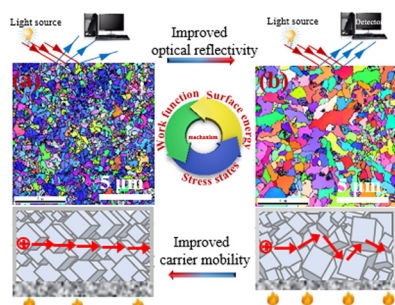 Light source
Improved
optical reflectivity
Light source
Detector
(a)
(b)
Work function
Surface energy
mechanism
Stress states
5 μm
5 μm
Improved
carrier mobility